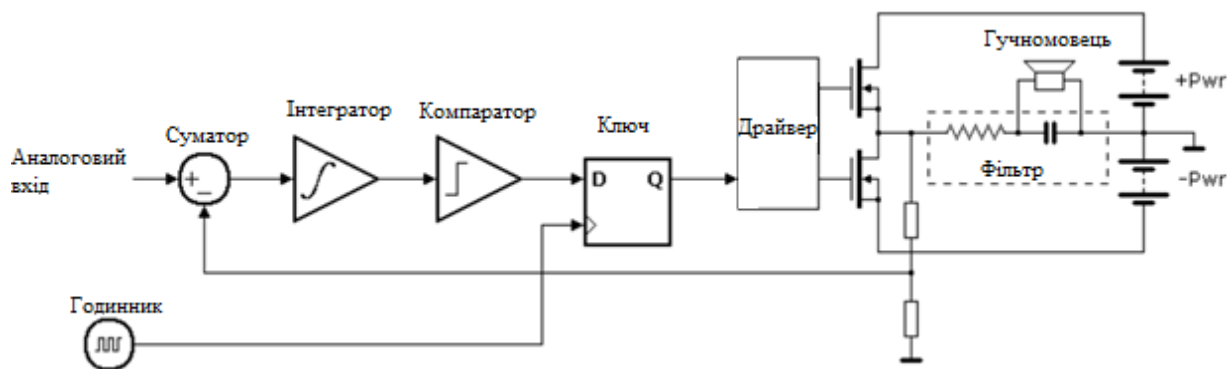 Гучномовець
+Pwr
Інтегратор
Компаратор
Ключ
Драйвер
Суматор
Аналоговий
вхід
D Q
Фільтр
-Pwr
Годинник